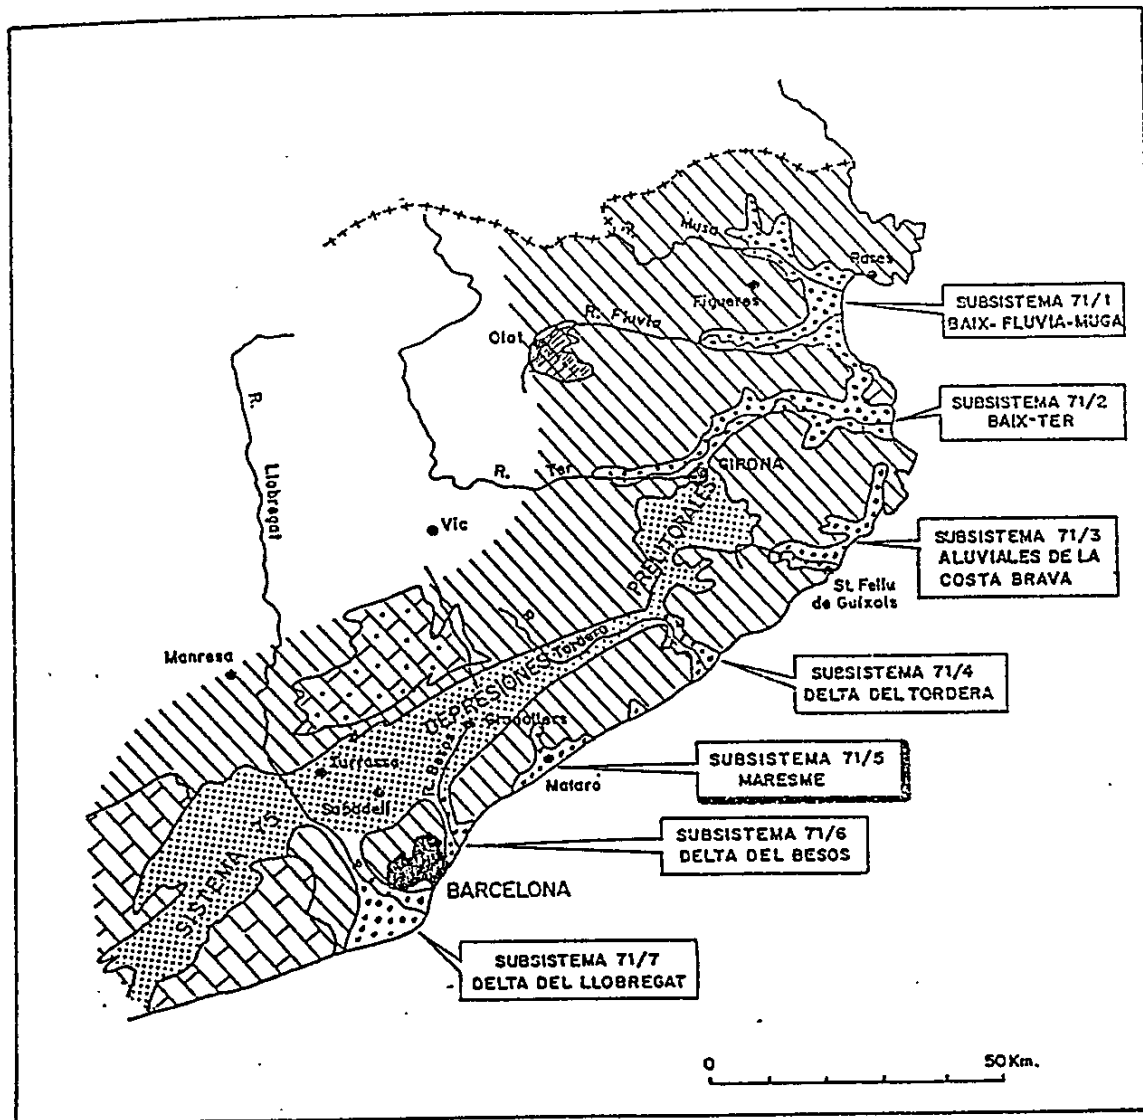 Muga
Roses
Figueres
SUBSISTEMA 71/1
BAIX-FLUVIA-MUGA
R. Fluvia
Olot
SUBSISTEMA 71/2
BAIX-TER
R.
Llobregat
R. Ter
GIRONA
Vic
PRELITORALES
SUBSISTEMA 71/3
ALUVIALES DE LA
COSTA BRAVA
St. Feliu
de Guixols
Manresa
R.
Tordera
DEPRESIONES
SUBSISTEMA 71/4
DELTA DEL TORDERA
Granollers
R. Besos
Terrassa
Sabadell
Mataró
SUBSISTEMA 71/5
MARESME
SISTEMA 75
SUBSISTEMA 71/6
DELTA DEL BESOS
BARCELONA
SUBSISTEMA 71/7
DELTA DEL LLOBREGAT
0
50 Km.